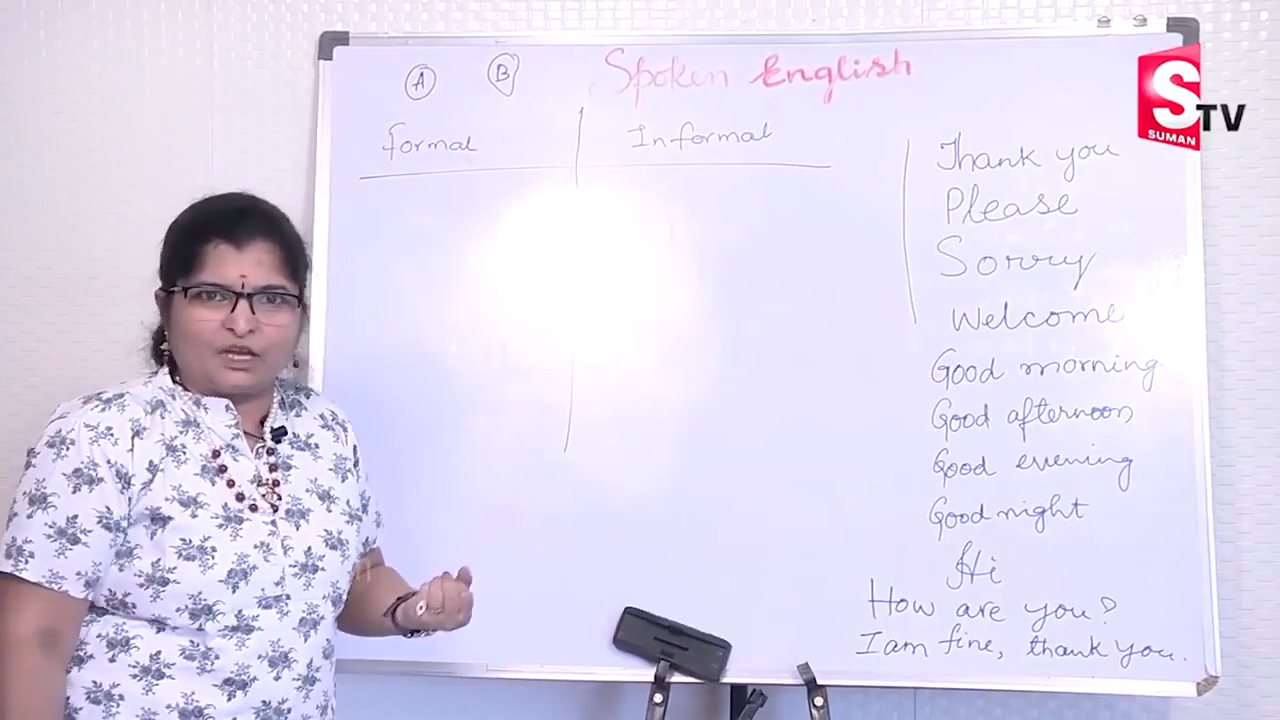 Spoken English
A B
Formal Informal
Thank you
Please
Sorry
Welcome
Good morning
Good afternoon
Good evening
Good night
Hi
How are you?
I am fine, thank you.
S TV
SUMAN